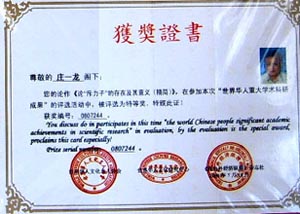 獲獎證書
尊敬的 庄一龙 阁下:
您的论作《论"斥力子"的存在及其意义(精简)》, 在参加本次"世界华人重大学术科研
成果"的评选活动中, 被评选为特等奖, 特颁此证!
获奖编号: 0807244
"You discuss do in participates in this time "the world Chinese people significant academic
achievements in scientific research" in evaluation, by the evaluation is the special award,
proclaims this card especially!
Prize serial number: 0807244